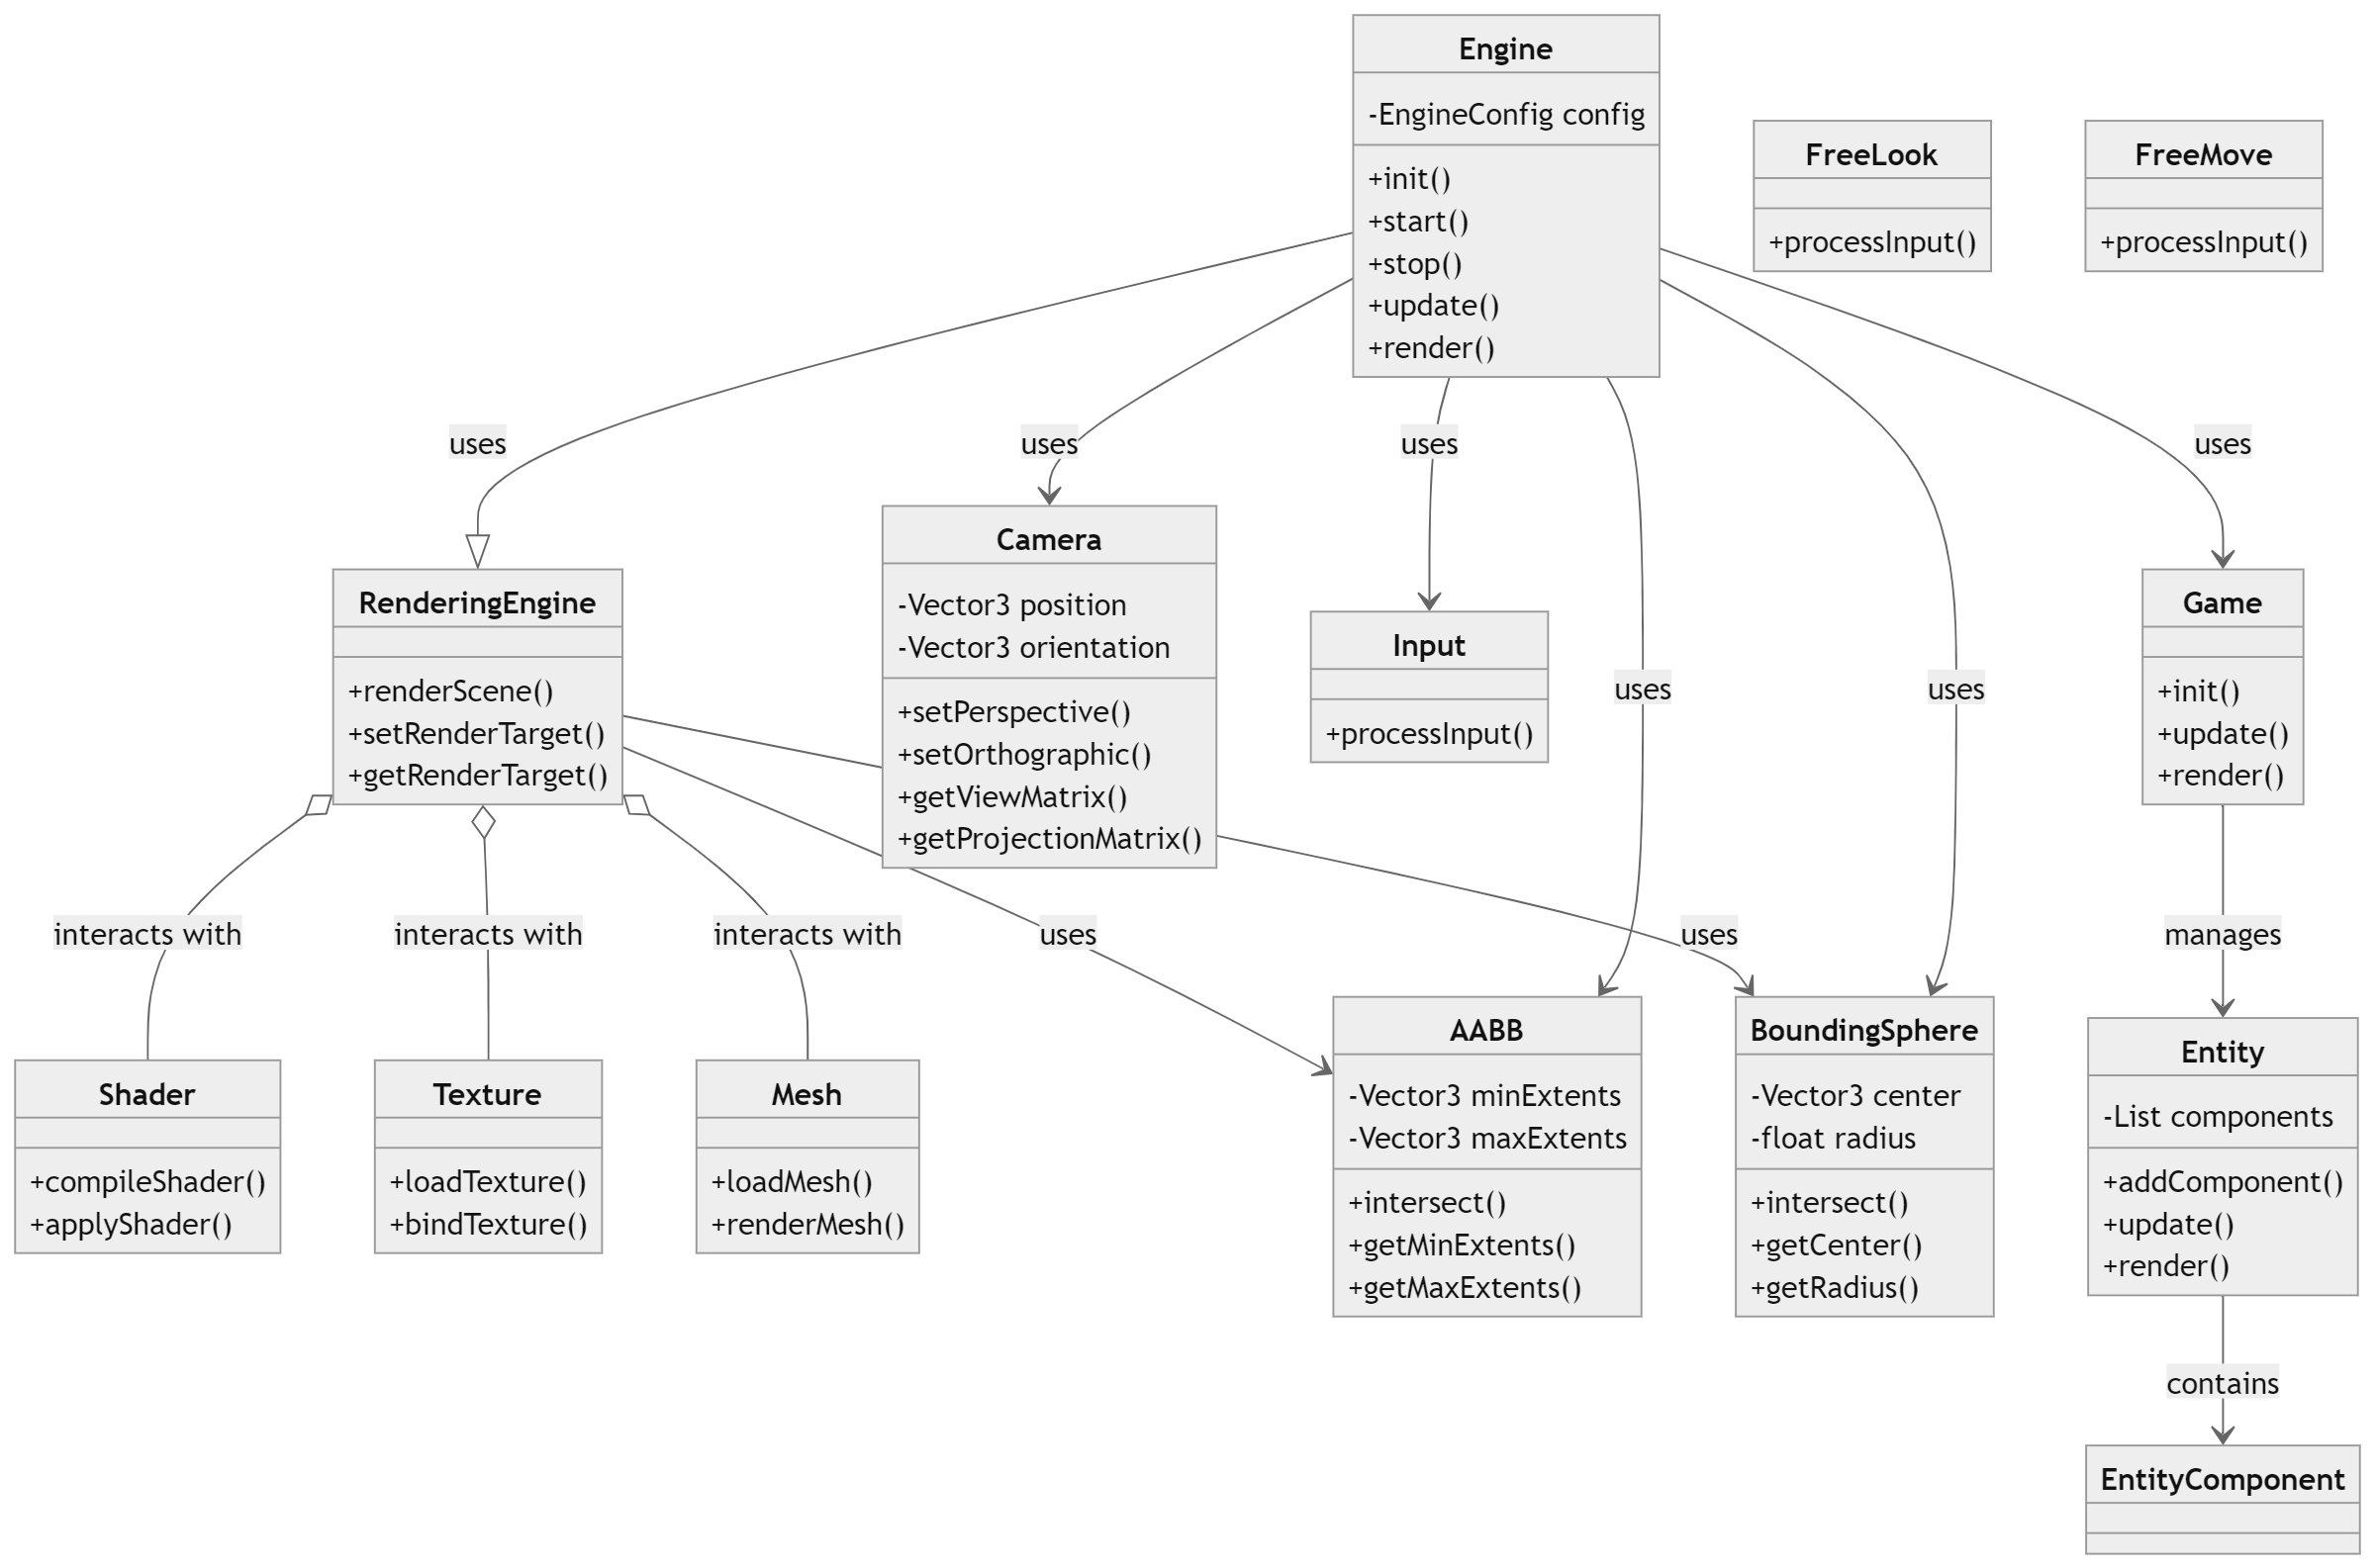 Engine
-EngineConfig config
+init()
+start()
+stop()
+update()
+render()
FreeLook
+processInput()
FreeMove
+processInput()
uses
uses
uses
uses
uses
uses
RenderingEngine
+renderScene()
+setRenderTarget()
+getRenderTarget()
Camera
-Vector3 position
-Vector3 orientation
+setPerspective()
+setOrthographic()
+getViewMatrix()
+getProjectionMatrix()
Input
+processInput()
Game
+init()
+update()
+render()
interacts with
interacts with
interacts with
uses
uses
manages
Shader
+compileShader()
+applyShader()
Texture
+loadTexture()
+bindTexture()
Mesh
+loadMesh()
+renderMesh()
AABB
-Vector3 minExtents
-Vector3 maxExtents
+intersect()
+getMinExtents()
+getMaxExtents()
BoundingSphere
-Vector3 center
-float radius
+intersect()
+getCenter()
+getRadius()
Entity
-List components
+addComponent()
+update()
+render()
contains
EntityComponent